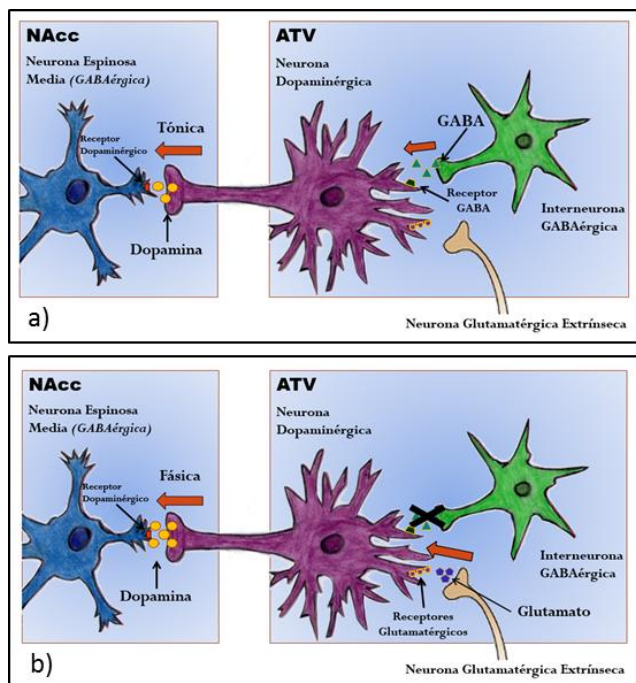 NAcc
Neurona Espinosa
Media (GABAérgica)
Receptor
Dopaminérgico
Tónica
Dopamina
ATV
Neurona
Dopaminérgica
GABA
Receptor
GABA
Interneurona
GABAérgica
Neurona Glutamatérgica Extrínseca
a)
NAcc
Neurona Espinosa
Media (GABAérgica)
Receptor
Dopaminérgico
Fásica
Dopamina
ATV
Neurona
Dopaminérgica
Interneurona
GABAérgica
Receptores
Glutamatérgicos
Glutamato
Neurona Glutamatérgica Extrínseca
b)